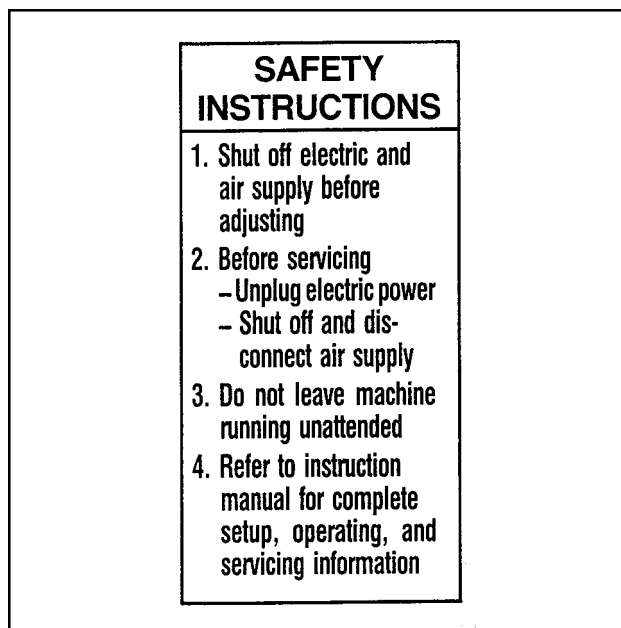 SAFETY
INSTRUCTIONS
1. Shut off electric and
air supply before
adjusting
2. Before servicing
– Unplug electric power
– Shut off and dis-
connect air supply
3. Do not leave machine
running unattended
4. Refer to instruction
manual for complete
setup, operating, and
servicing information